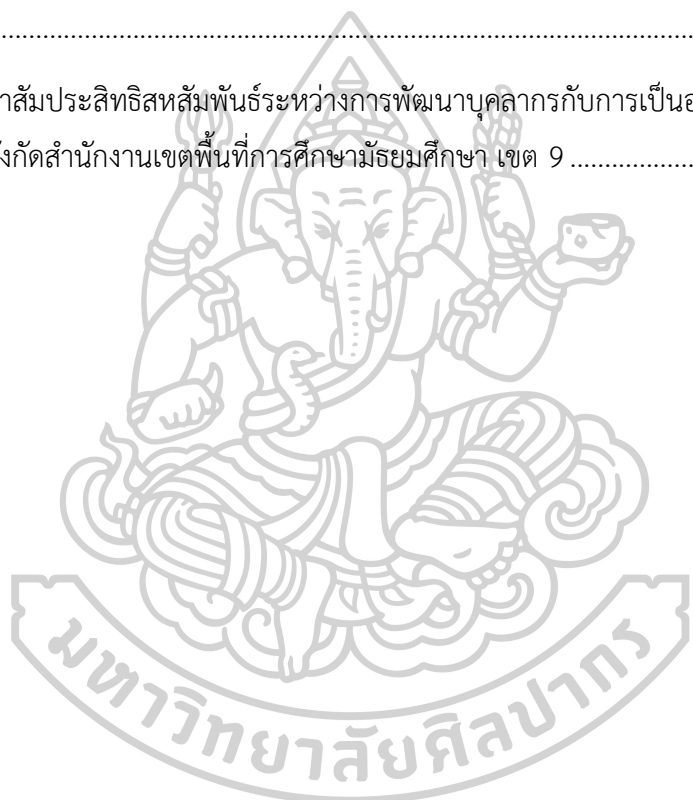 ................................................................................................
าสัมประสิทธิสหสัมพันธ์ระหว่างการพัฒนาบุคลากรกับการเป็นอ
ังกัดสำนักงานเขตพื้นที่การศึกษามัธยมศึกษา เขต 9 ....................
มหาวิทยาลัยศิลปากร